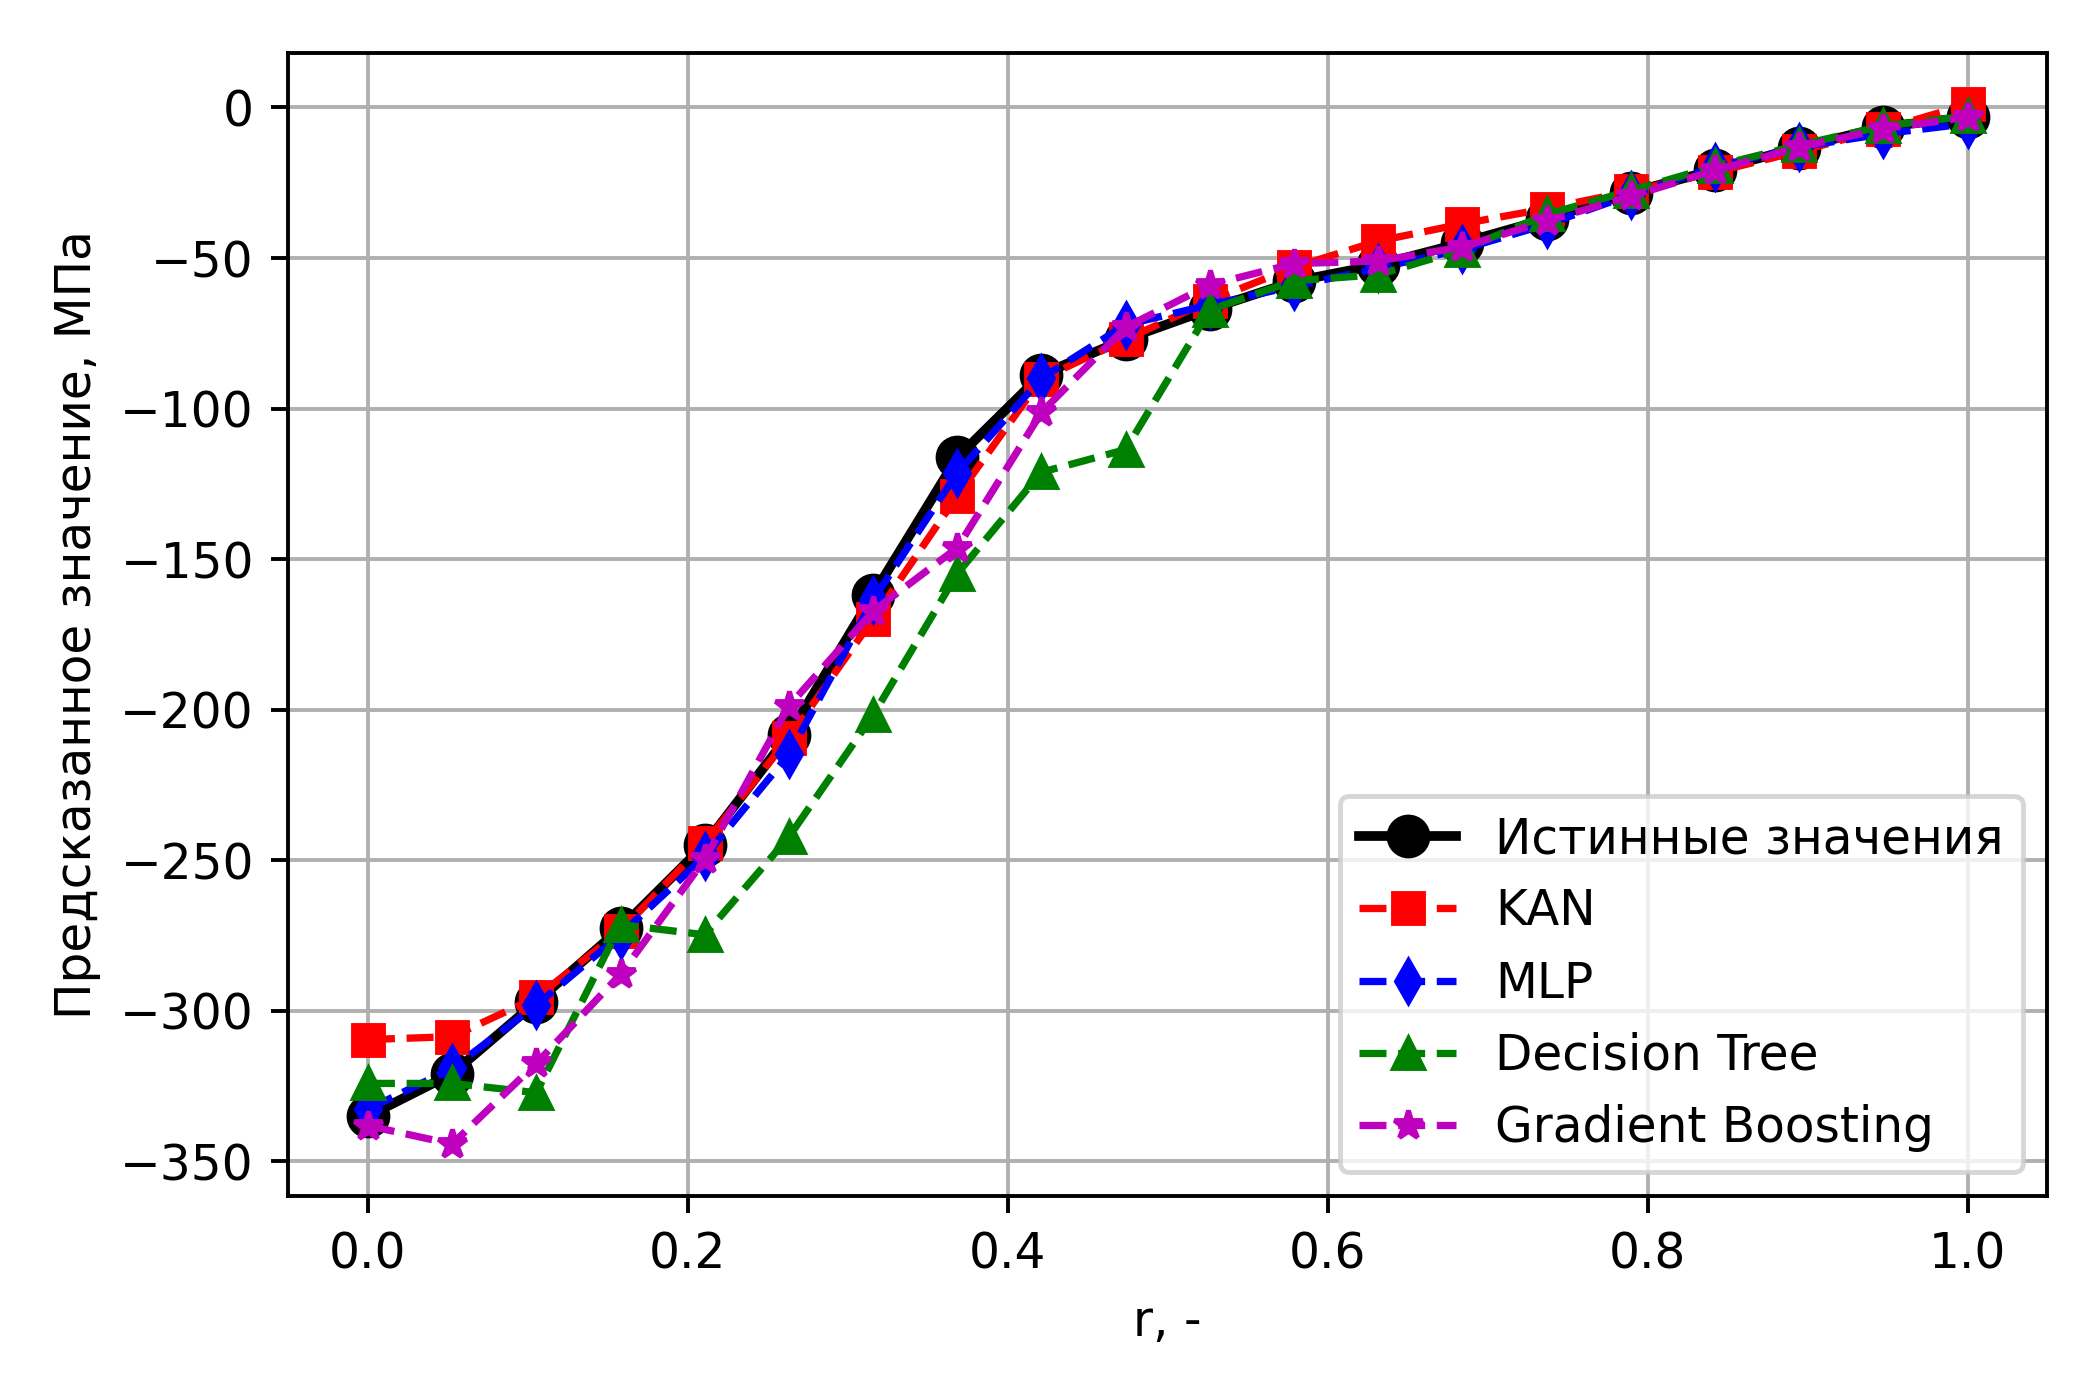 Предсказанное значение, МПа
0
−50
−100
−150
−200
−250
−300
−350
Истинные значения
KAN
MLP
Decision Tree
Gradient Boosting
0.0 0.2 0.4 0.6 0.8 1.0
r, -